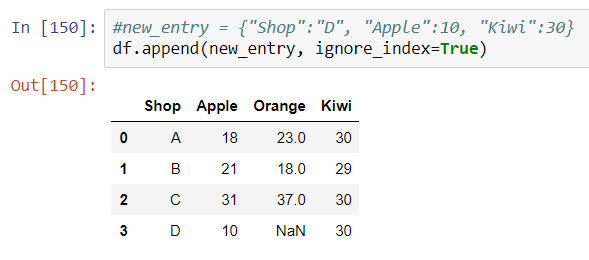 In [150]: #new_entry = {"Shop":"D", "Apple":10, "Kiwi":30}
df.append(new_entry, ignore_index=True)
Out[150]:
Shop Apple Orange Kiwi
0 A 18 23.0 30
1 B 21 18.0 29
2 C 31 37.0 30
3 D 10 NaN 30